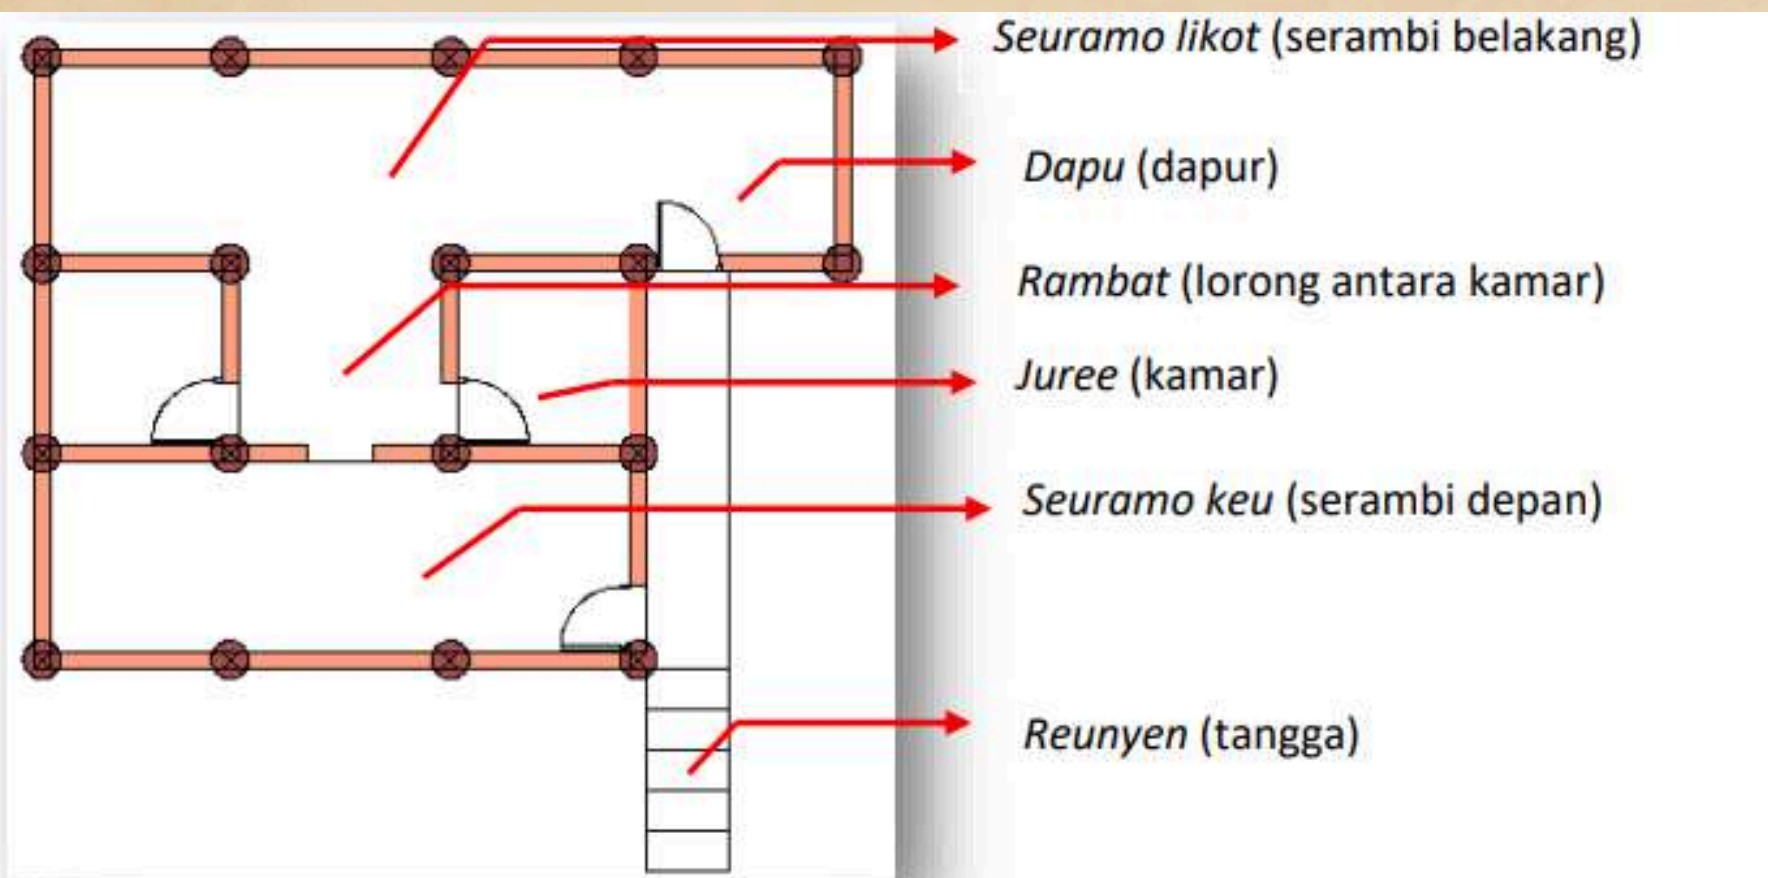 Seuramo likot (serambi belakang)
Dapu (dapur)
Rambat (lorong antara kamar)
Juree (kamar)
Seuramo keu (serambi depan)
Reunyen (tangga)